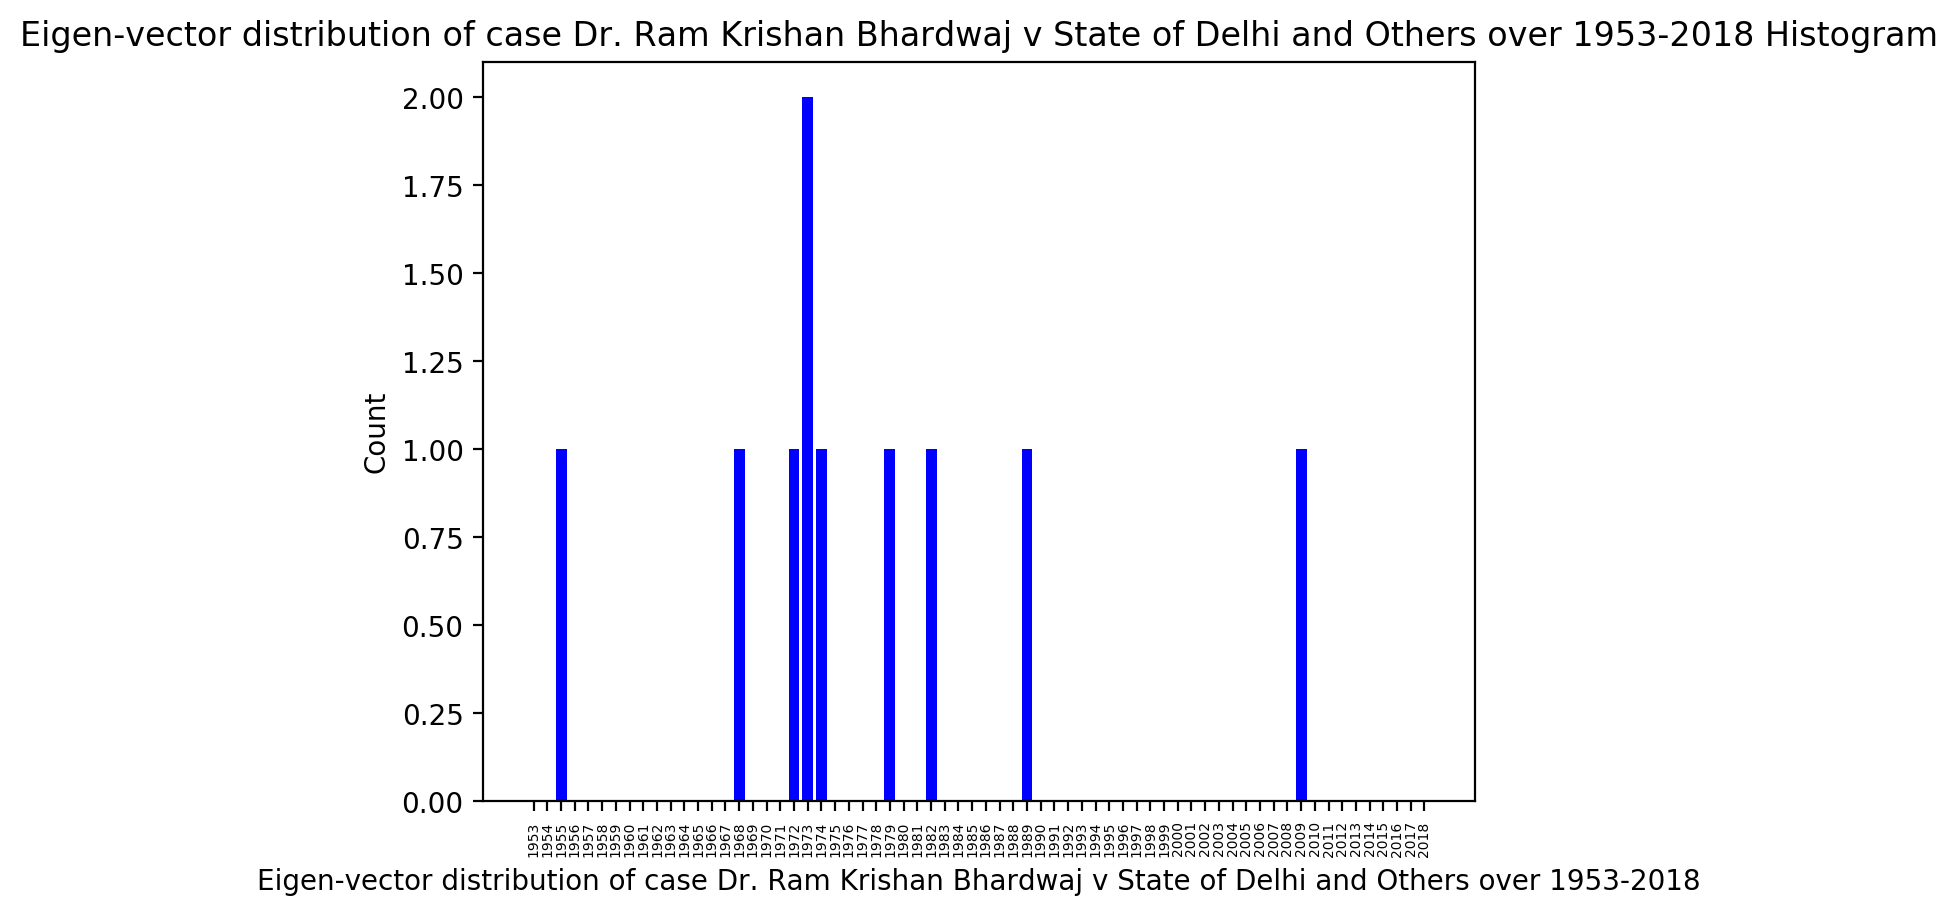 Eigen-vector distribution of case Dr. Ram Krishan Bhardwaj v State of Delhi and Others over 1953-2018 Histogram
2.00
1.75
1.50
1.25
1.00
0.75
0.50
0.25
0.00
Count
1953 1954 1955 1956 1957 1958 1959 1960 1961 1962 1963 1964 1965 1966 1967 1968 1969 1970 1971 1972 1973 1974 1975 1976 1977 1978 1979 1980 1981 1982 1983 1984 1985 1986 1987 1988 1989 1990 1991 1992 1993 1994 1995 1996 1997 1998 1999 2000 2001 2002 2003 2004 2005 2006 2007 2008 2009 2010 2011 2012 2013 2014 2015 2016 2017 2018
Eigen-vector distribution of case Dr. Ram Krishan Bhardwaj v State of Delhi and Others over 1953-2018